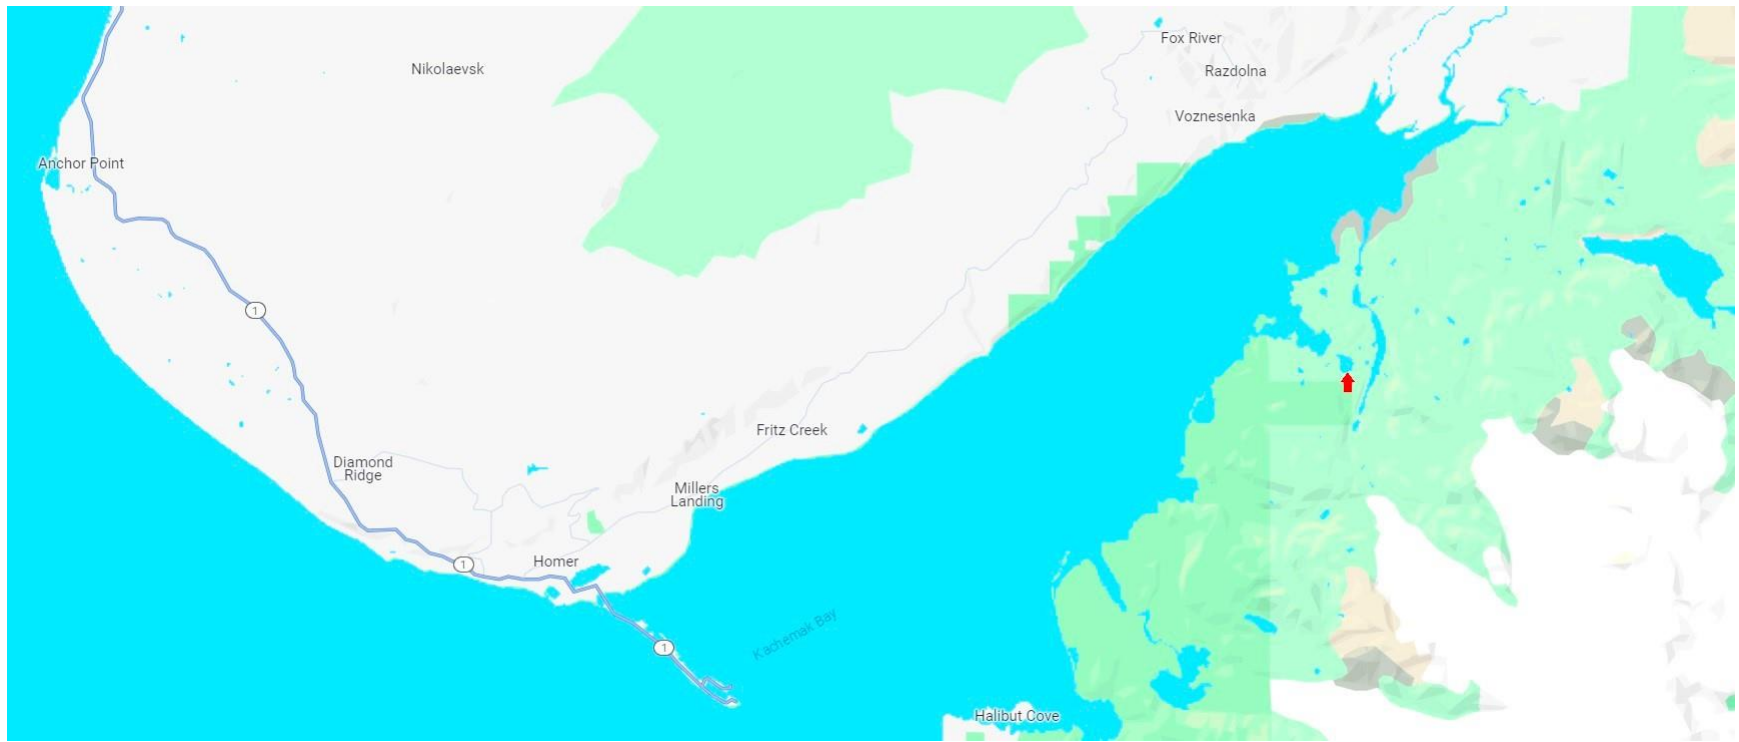 Fox River
Nikolaevsk
Razdolna
Voznesenka
Anchor Point
1
Fritz Creek
Diamond
Ridge
Millers
Landing
1
Homer
Kachemak Bay
1
Halibut Cove